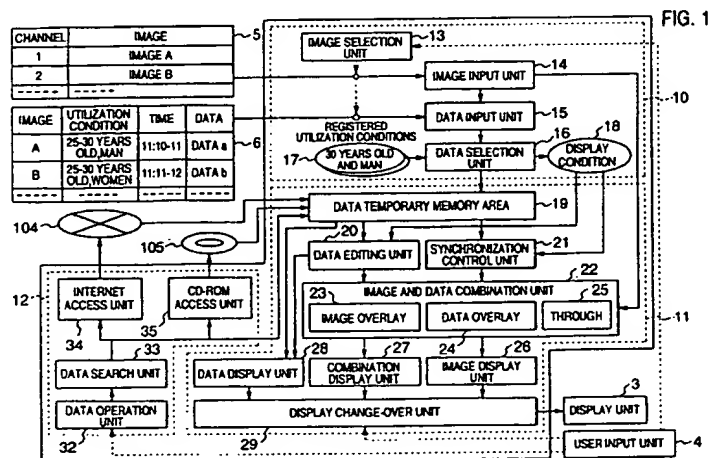 FIG. 1
CHANNEL IMAGE
1 IMAGE A
2 IMAGE B
5
IMAGE UTILIZATION CONDITION TIME DATA
A 25-30 YEARS OLD,MAN 11:10-11 DATA a
B 25-30 YEARS OLD,WOMEN 11:11-12 DATA b
6
IMAGE SELECTION UNIT
13
IMAGE INPUT UNIT
14
DATA INPUT UNIT
15
10
REGISTERED UTILIZATION CONDITIONS
17
30 YEARS OLD AND MAN
DATA SELECTION UNIT
16
DISPLAY CONDITION
18
104
105
DATA TEMPORARY MEMORY AREA
19
20
DATA EDITING UNIT
SYNCHRONIZATION CONTROL UNIT
21
22
IMAGE AND DATA COMBINATION UNIT
23
IMAGE OVERLAY
DATA OVERLAY
24
25
THROUGH
11
12
INTERNET ACCESS UNIT
34
CD-ROM ACCESS UNIT
35
33
DATA SEARCH UNIT
DATA OPERATION UNIT
32
28
DATA DISPLAY UNIT
27
COMBINATION DISPLAY UNIT
26
IMAGE DISPLAY UNIT
DISPLAY CHANGE-OVER UNIT
29
3
DISPLAY UNIT
USER INPUT UNIT
4